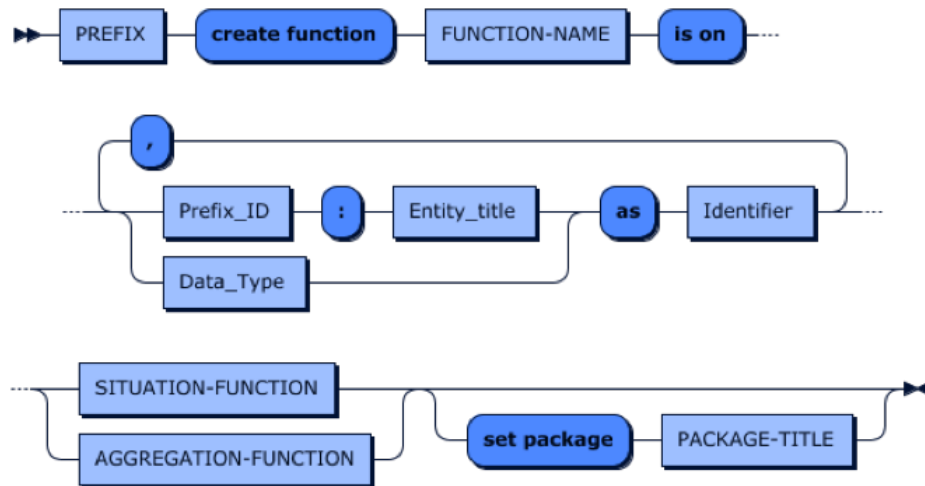 PREFIX create function FUNCTION-NAME is on
,
Prefix_ID : Entity_title as Identifier
Data_Type
SITUATION-FUNCTION
set package PACKAGE-TITLE
AGGREGATION-FUNCTION